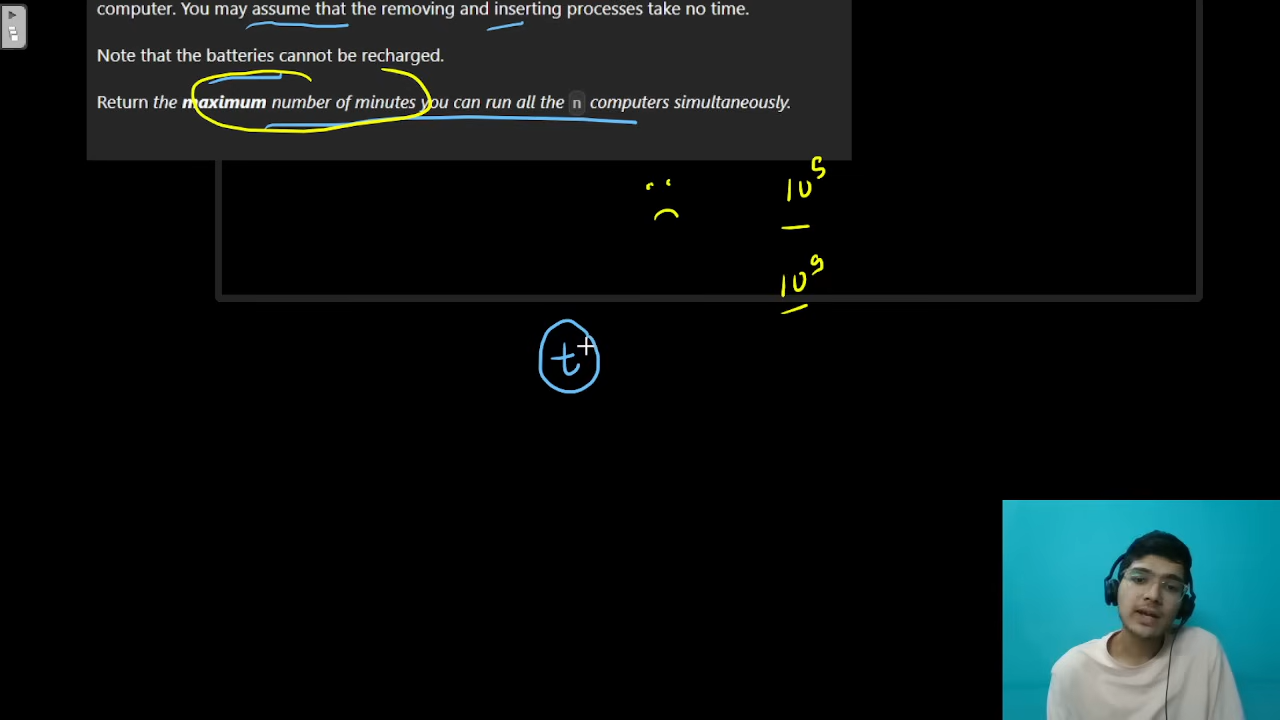 computer. You may assume that the removing and inserting processes take no time.
Note that the batteries cannot be recharged.
Return the maximum number of minutes you can run all the n computers simultaneously.
10^5
10^9
t